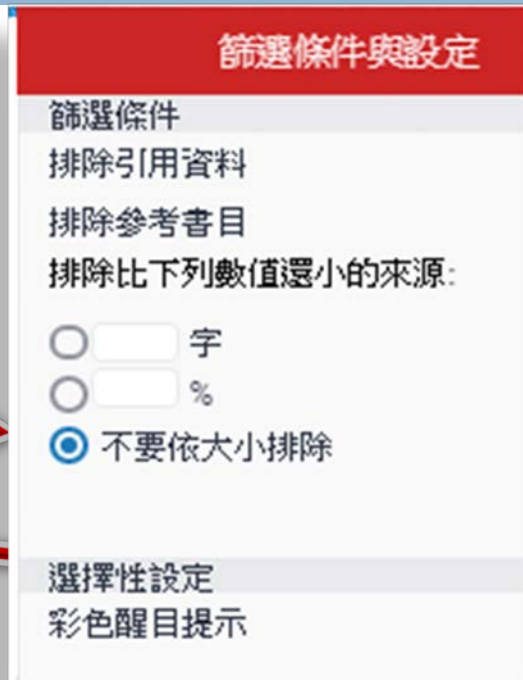 篩選條件與設定
篩選條件
排除引用資料
排除參考書目
排除比下列數值還小的來源:
字
%
不要依大小排除
選擇性設定
彩色醒目提示